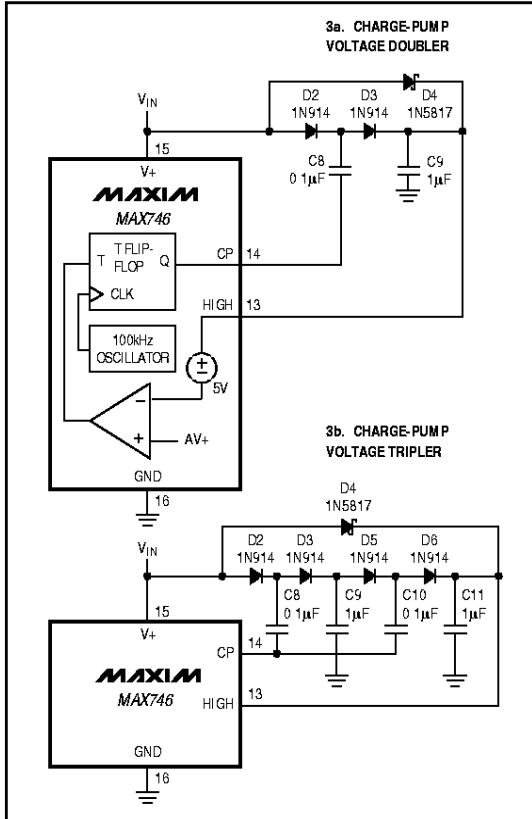 3a. CHARGE-PUMP
VOLTAGE DOUBLER
VIN
D2
1N914
D3
1N914
D4
1N5817
15
V+
C8
0 1µF
C9
1µF
MAXIM
MAX746
T FLIP-
FLOP
T
Q
CLK
CP
14
HIGH
13
100kHz
OSCILLATOR
+
−
5V
−
+
AV+
GND
16
3b. CHARGE-PUMP
VOLTAGE TRIPLER
D4
1N5817
VIN
D2
1N914
D3
1N914
D5
1N914
D6
1N914
15
V+
C8
0 1µF
C9
1µF
C10
0 1µF
C11
1µF
CP
14
MAXIM
MAX746
HIGH
13
GND
16